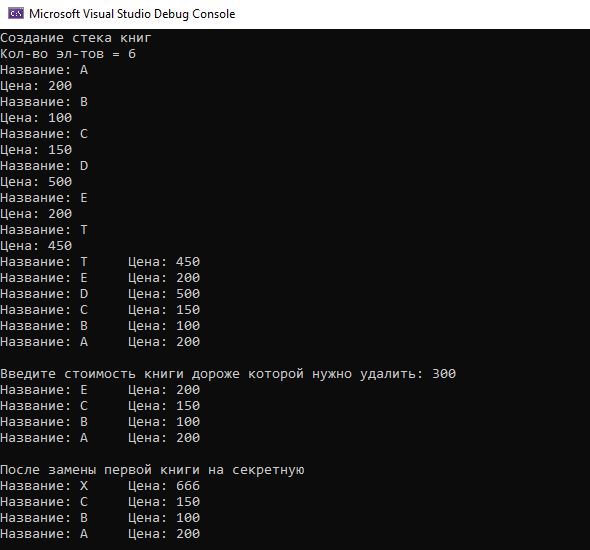 Microsoft Visual Studio Debug Console
Создание стека книг
Кол-во эл-тов = 6
Название: A
Цена: 200
Название: B
Цена: 100
Название: C
Цена: 150
Название: D
Цена: 500
Название: E
Цена: 200
Название: T
Цена: 450
Название: T     Цена: 450
Название: E     Цена: 200
Название: D     Цена: 500
Название: C     Цена: 150
Название: B     Цена: 100
Название: A     Цена: 200
Введите стоимость книги дороже которой нужно удалить: 300
Название: E     Цена: 200
Название: C     Цена: 150
Название: B     Цена: 100
Название: A     Цена: 200
После замены первой книги на секретную
Название: X     Цена: 666
Название: C     Цена: 150
Название: B     Цена: 100
Название: A     Цена: 200